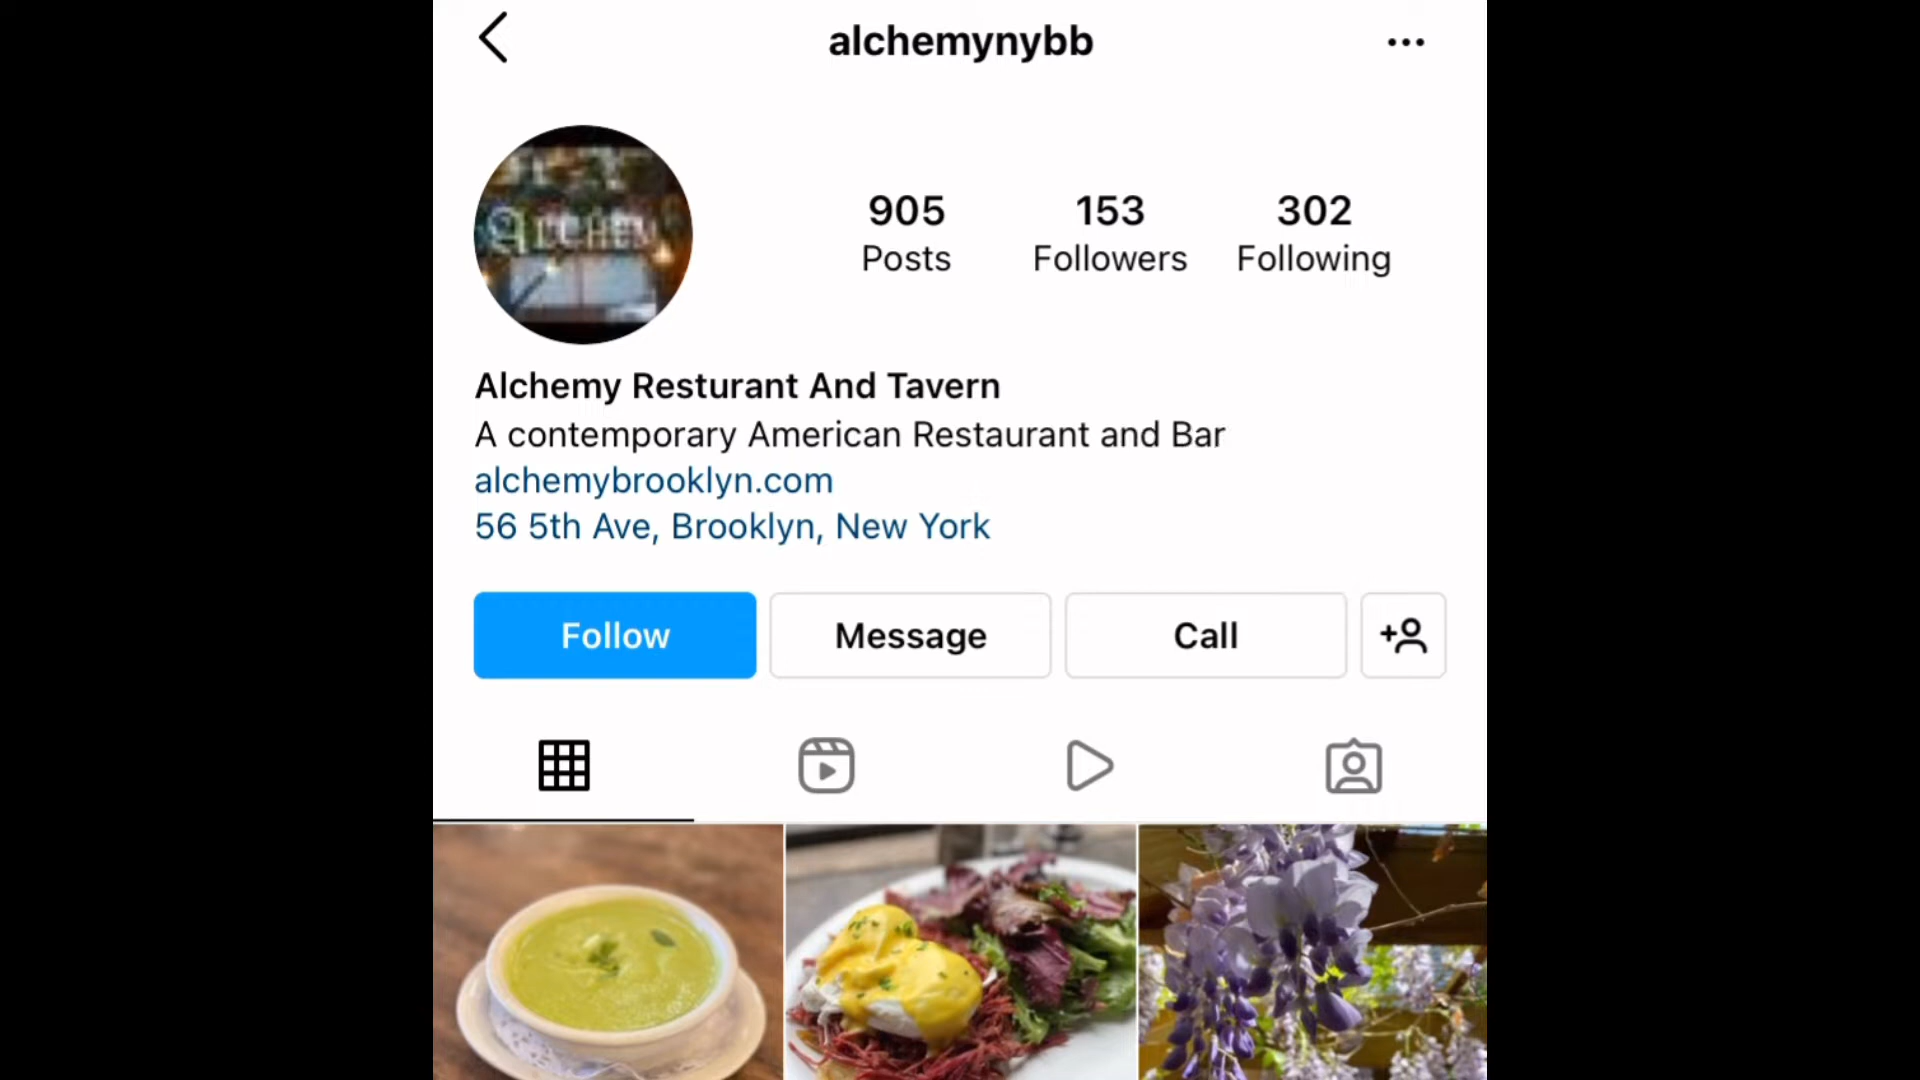 alchemynybb
905
Posts
153
Followers
302
Following
Alchemy Resturant And Tavern
A contemporary American Restaurant and Bar
alchemybrooklyn.com
56 5th Ave, Brooklyn, New York
Follow
Message
Call